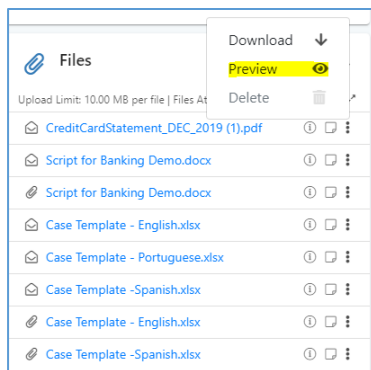 Download
Files
Preview
Upload Limit: 10.00 MB per file | Files At
Delete
CreditCardStatement_DEC_2019 (1).pdf
Script for Banking Demo.docx
Script for Banking Demo.docx
Case Template - English.xlsx
Case Template - Portuguese.xlsx
Case Template -Spanish.xlsx
Case Template - English.xlsx
Case Template -Spanish.xlsx